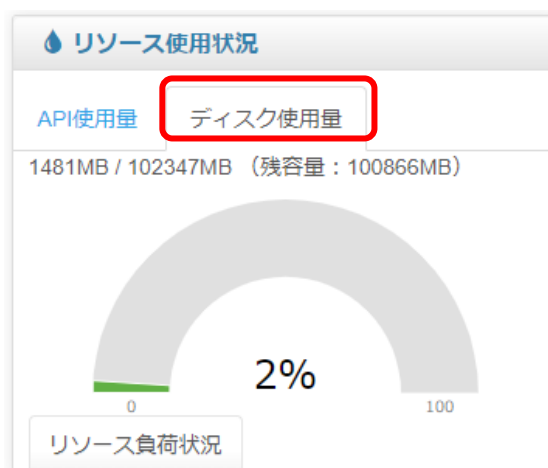 リソース使用状況
API使用量 ディスク使用量
1481MB / 102347MB （残容量：100866MB）
2%
0 100
リソース負荷状況